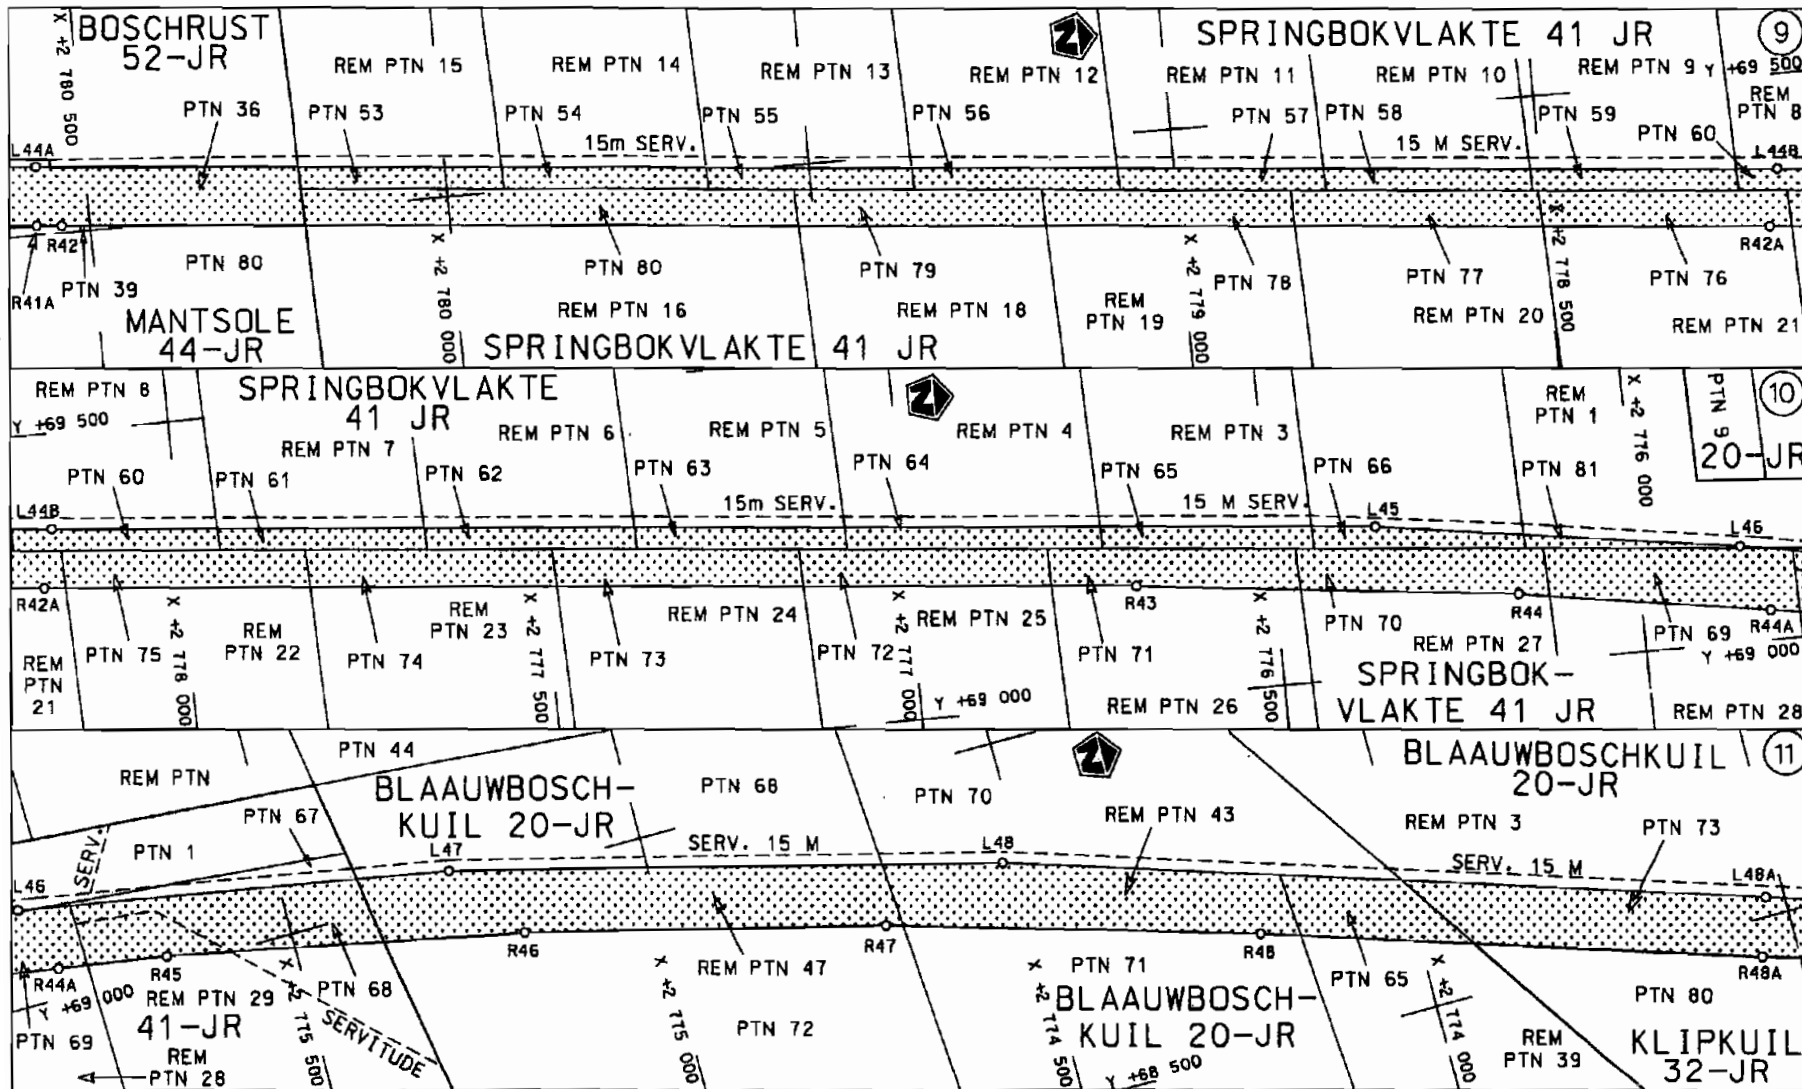 BOSCHRUST
52-JR
SPRINGBOKVLAKTE 41 JR
9
X +2 780 500
REM PTN 15
REM PTN 14
REM PTN 13
REM PTN 12
REM PTN 11
REM PTN 10
REM PTN 9
Y +69 500
REM
PTN 8
PTN 36
PTN 53
PTN 54
PTN 55
PTN 56
PTN 57
PTN 58
PTN 59
PTN 60
15m SERV.
15 M SERV.
L44A
L44B
R41A
R42
R42A
PTN 39
PTN 80
X +2 780 000
PTN 80
PTN 79
X +2 779 000
PTN 78
PTN 77
X +2 778 500
PTN 76
MANTSOLE
44-JR
REM PTN 16
REM PTN 18
REM
PTN 19
REM PTN 20
REM PTN 21
SPRINGBOKVLAKTE 41 JR
REM PTN 8
SPRINGBOKVLAKTE
41 JR
Y +69 500
REM PTN 7
REM PTN 6
REM PTN 5
REM PTN 4
REM PTN 3
REM
PTN 1
X +2 776 000
PTN 9
10
20-JR
PTN 60
PTN 61
PTN 62
PTN 63
PTN 64
PTN 65
PTN 66
PTN 81
L44B
15m SERV.
15 M SERV.
L45
L46
R42A
R43
R44
R44A
X +2 778 000
X +2 777 500
X +2 777 000
X +2 776 500
REM
PTN
21
PTN 75
REM
PTN 22
PTN 74
REM
PTN 23
PTN 73
REM PTN 24
PTN 72
REM PTN 25
PTN 71
PTN 70
REM PTN 27
PTN 69
Y +69 000
Y +69 000
REM PTN 26
SPRINGBOK-
VLAKTE 41 JR
REM PTN 28
PTN 44
REM PTN
BLAAUWBOSCH-
KUIL 20-JR
PTN 68
PTN 70
BLAAUWBOSCHKUIL
20-JR
11
PTN 67
PTN 1
SERV.
REM PTN 43
REM PTN 3
PTN 73
L46
L47
SERV. 15 M
L48
SERV. 15 M
L48A
R44A
R45
R46
R47
R48
R48A
Y +69 000
REM PTN 29
41-JR
X +2 775 500
PTN 68
SERVITUDE
X +2 775 000
REM PTN 47
PTN 72
X +2 774 500
PTN 71
BLAAUWBOSCH-
KUIL 20-JR
Y +68 500
PTN 65
X +2 774 000
PTN 80
PTN 69
REM
PTN 28
REM
PTN 39
KLIPKUIL
32-JR